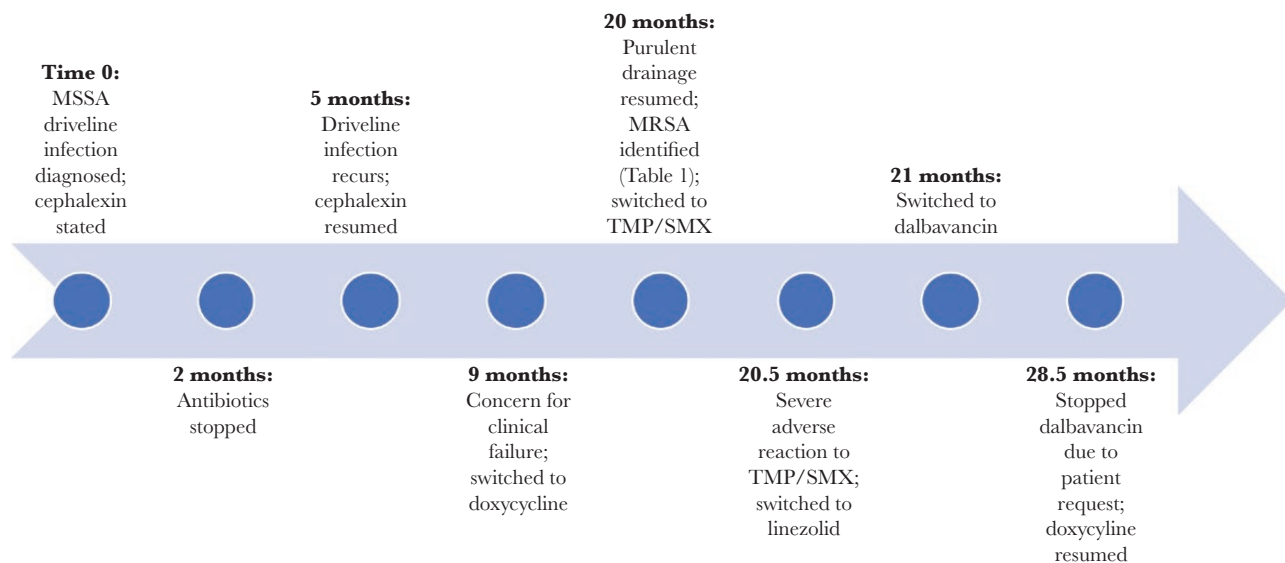 Time 0:
MSSA
driveline
infection
diagnosed;
cephalexin
stated
2 months:
Antibiotics
stopped
5 months:
Driveline
infection
recurs;
cephalexin
resumed
9 months:
Concern for
clinical
failure;
switched to
doxycycline
20 months:
Purulent
drainage
resumed;
MRSA
identified
(Table 1);
switched to
TMP/SMX
20.5 months:
Severe
adverse
reaction to
TMP/SMX;
switched to
linezolid
21 months:
Switched to
dalbavancin
28.5 months:
Stopped
dalbavancin
due to
patient
request;
doxycyline
resumed